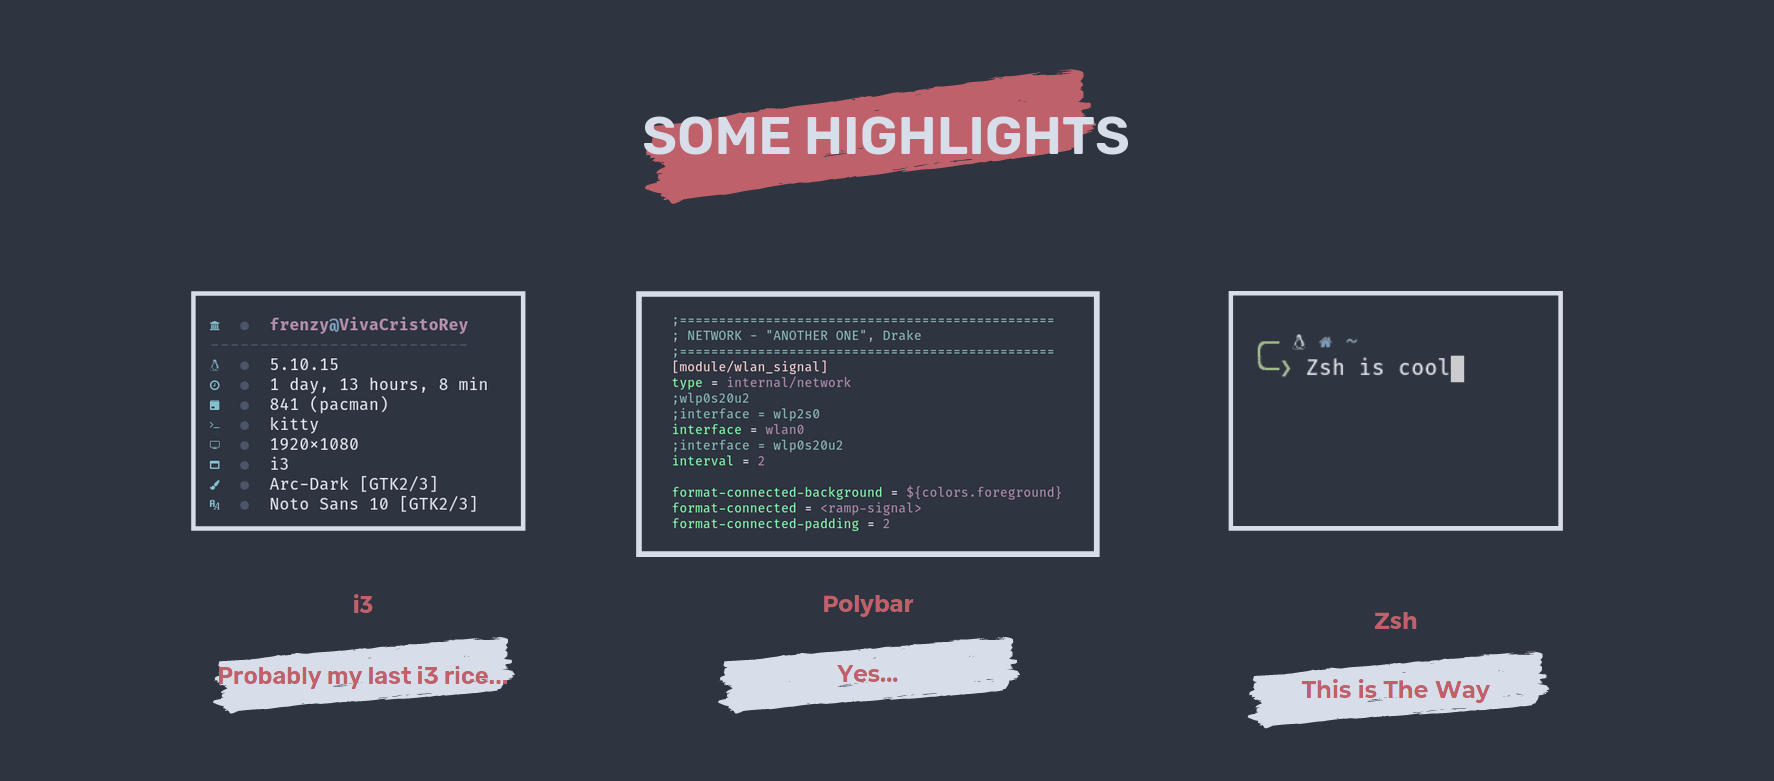 SOME HIGHLIGHTS
frenzy@VivaCristoRey
---------------------------
5.10.15
1 day, 13 hours, 8 min
841 (pacman)
kitty
1920×1080
i3
Arc-Dark [GTK2/3]
Noto Sans 10 [GTK2/3]
i3
Probably my last i3 rice...
;================================================
; NETWORK - "ANOTHER ONE", Drake
;================================================
[module/wlan_signal]
type = internal/network
;wlp0s20u2
;interface = wlp2s0
interface = wlan0
;interface = wlp0s20u2
interval = 2
format-connected-background = ${colors.foreground}
format-connected = <ramp-signal>
format-connected-padding = 2
Polybar
Yes...
~
❯ Zsh is cool
Zsh
This is The Way